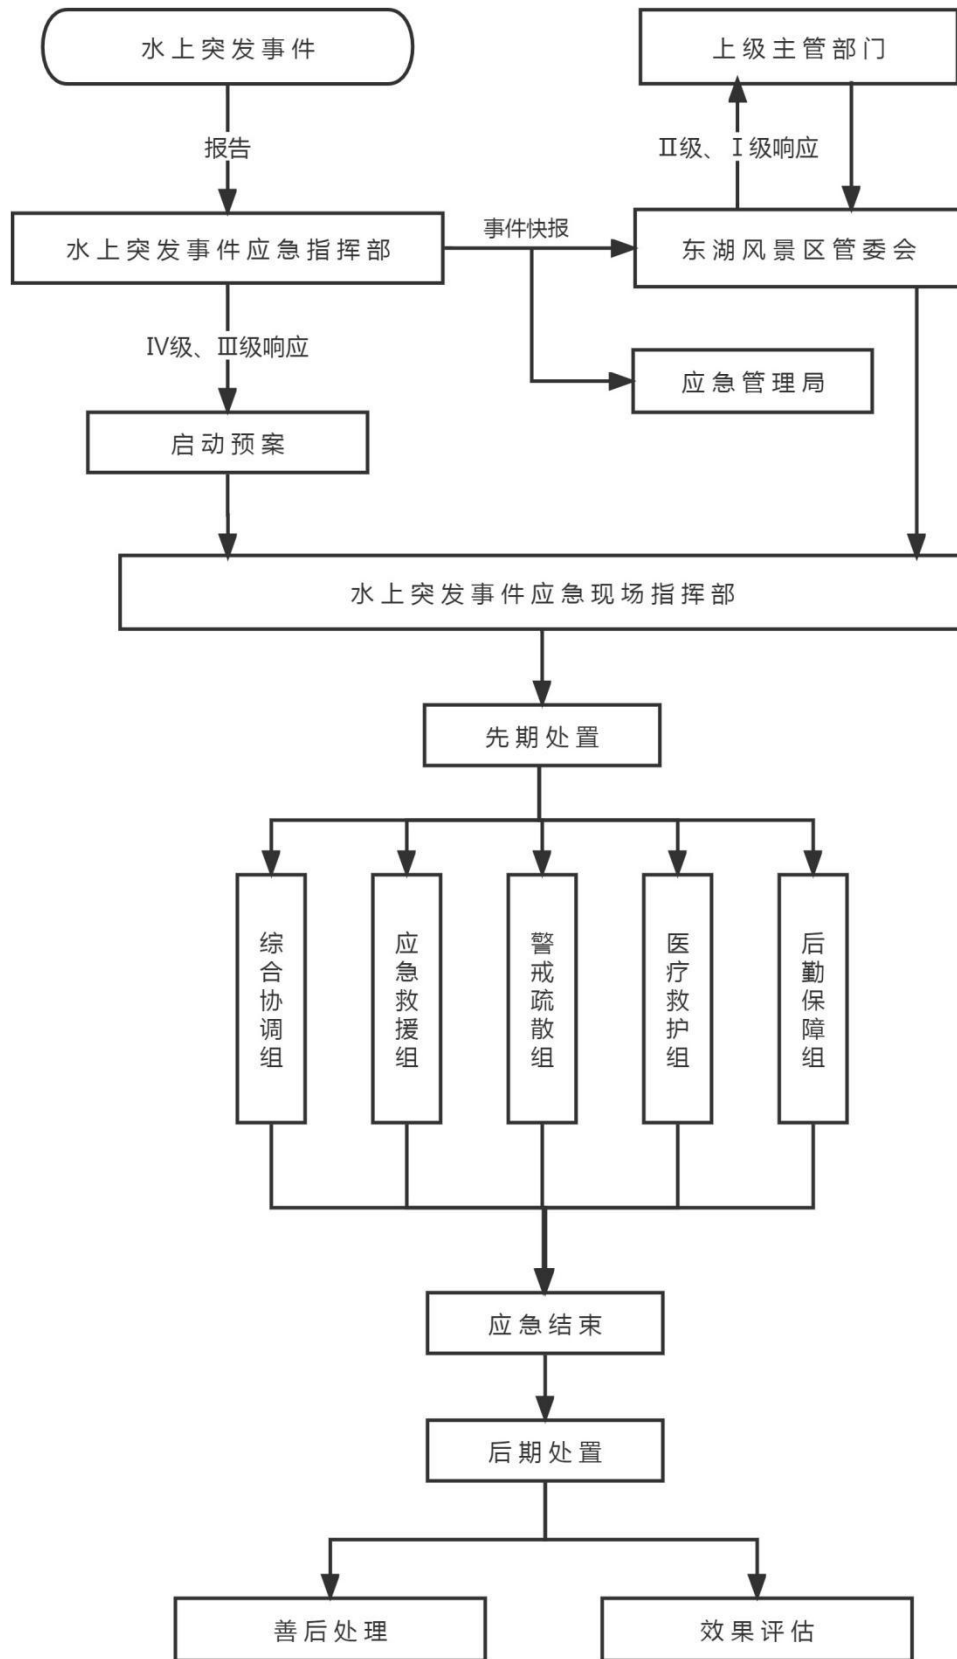 水上突发事件
上级主管部门
报告
Ⅱ级、Ⅰ级响应
水上突发事件应急指挥部
事件快报
东湖风景区管委会
Ⅳ级、Ⅲ级响应
应急管理局
启动预案
水上突发事件应急现场指挥部
先期处置
综合协调组
应急救援组
警戒疏散组
医疗救护组
后勤保障组
应急结束
后期处置
善后处理
效果评估